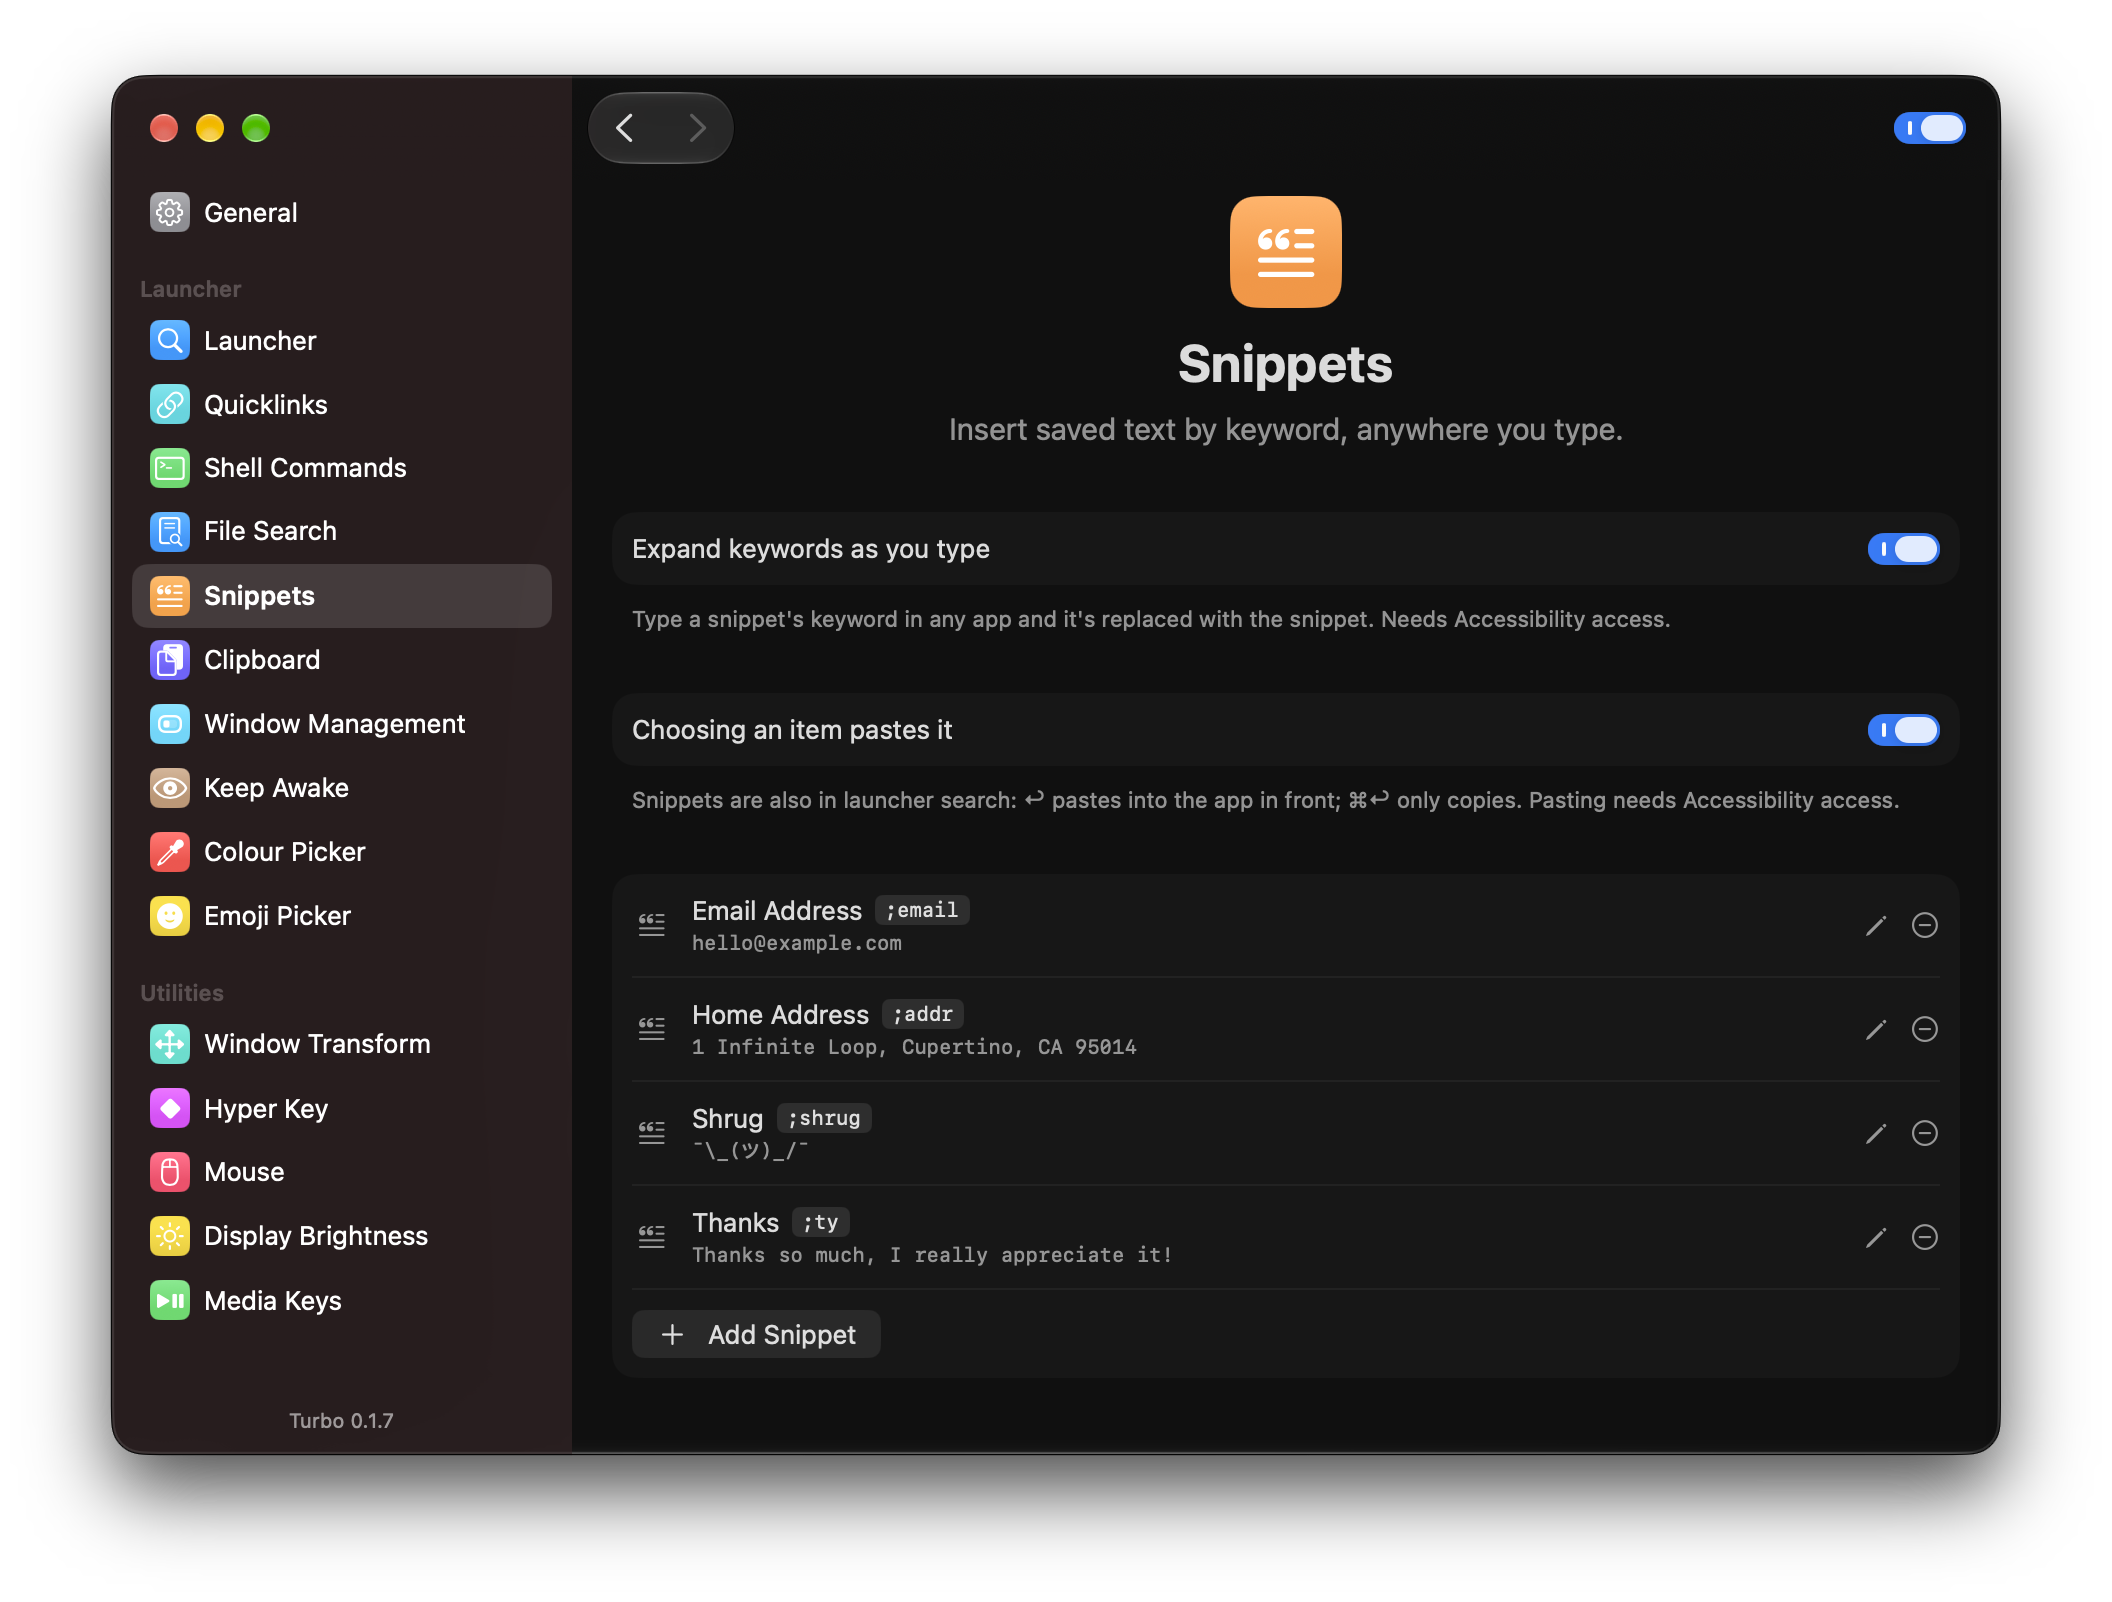 General
Launcher
Launcher
Quicklinks
Shell Commands
File Search
Snippets
Clipboard
Window Management
Keep Awake
Colour Picker
Emoji Picker
Utilities
Window Transform
Hyper Key
Mouse
Display Brightness
Media Keys
Turbo 0.1.7
Snippets
Insert saved text by keyword, anywhere you type.
Expand keywords as you type
Type a snippet's keyword in any app and it's replaced with the snippet. Needs Accessibility access.
Choosing an item pastes it
Snippets are also in launcher search: ↩ pastes into the app in front; ⌘↩ only copies. Pasting needs Accessibility access.
Email Address ;email
hello@example.com
Home Address ;addr
1 Infinite Loop, Cupertino, CA 95014
Shrug ;shrug
¯\_(ツ)_/¯
Thanks ;ty
Thanks so much, I really appreciate it!
Add Snippet